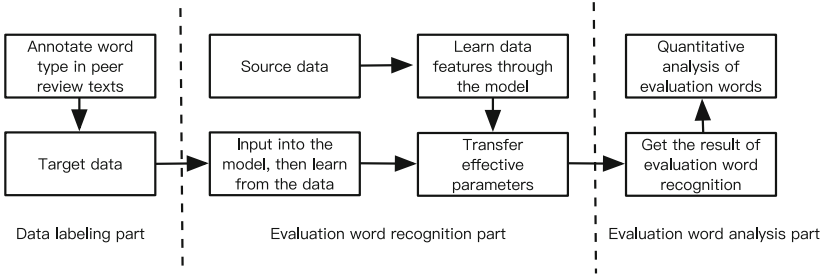 Annotate word
type in peer
review texts
Source data
Learn data
features through
the model
Quantitative
analysis of
evaluation words
Target data
Input into the
model, then learn
from the data
Transfer
effective
parameters
Get the result of
evaluation word
recognition
Data labeling part
Evaluation word recognition part
Evaluation word analysis part